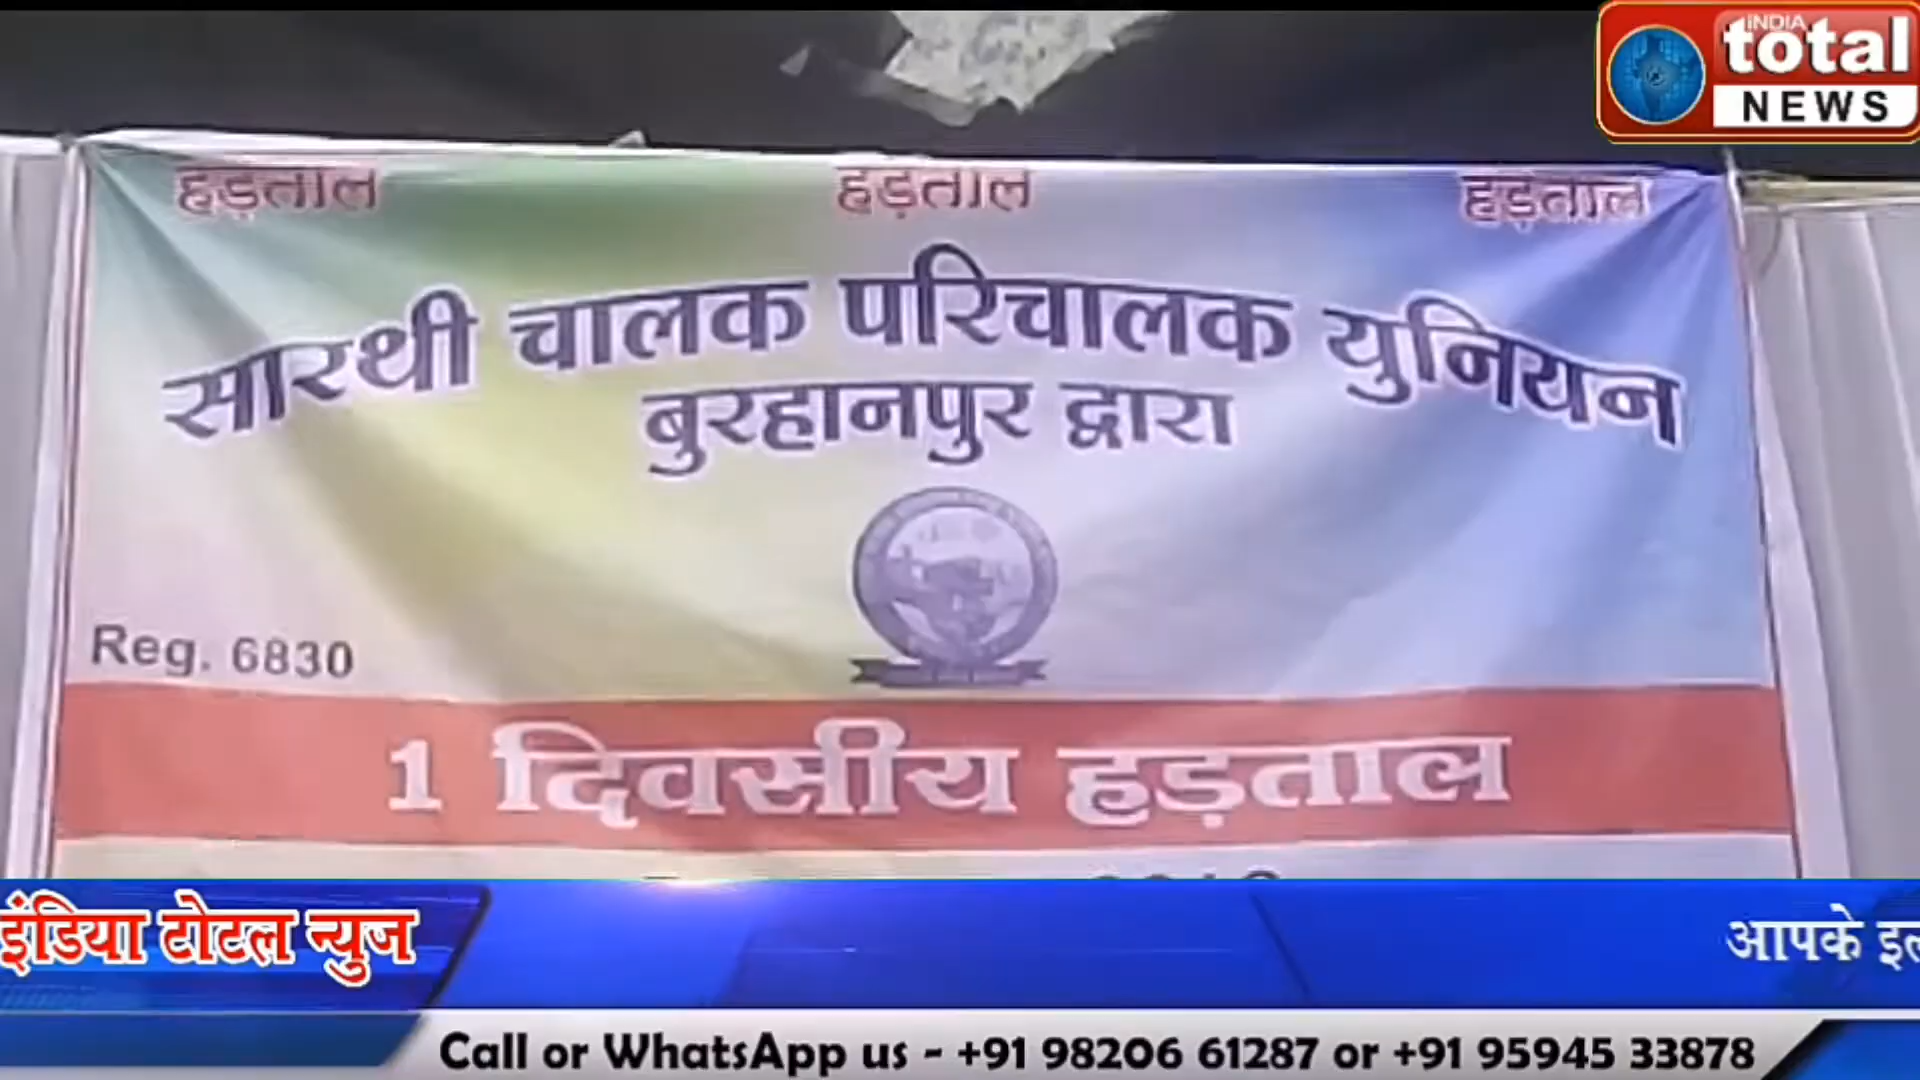 INDIA
total
NEWS
हड़ताल हड़ताल हड़ताल
सारथी चालक परिचालक युनियन
बुरहानपुर द्वारा
Reg. 6830
1 दिवसीय हड़ताल
इंडिया टोटल न्युज
आपके
Call or WhatsApp us - +91 98206 61287 or +91 95945 33878